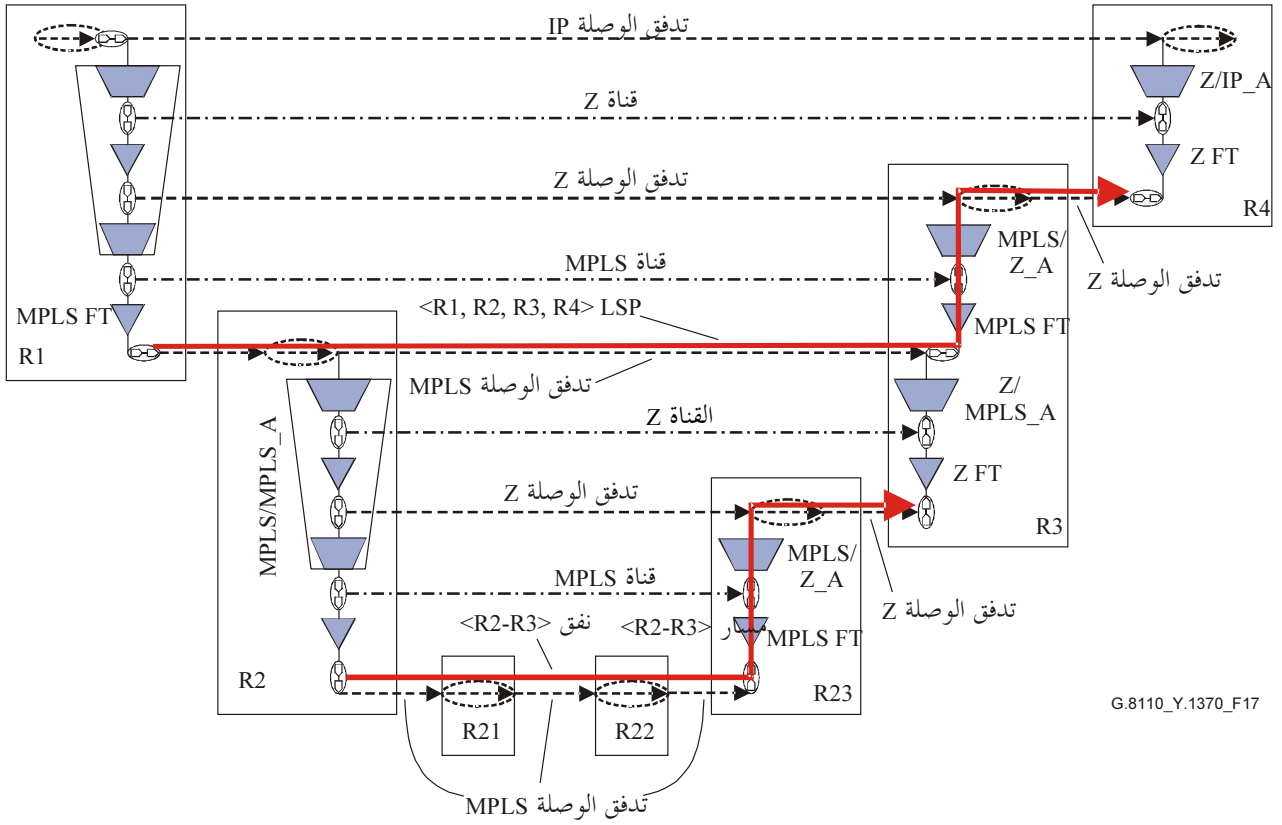 تدفق الوصلة IP
Z/IP_A
قناة Z
Z FT
تدفق الوصلة Z
R4
MPLS/
Z_A
قناة MPLS
تدفق الوصلة Z
<R1, R2, R3, R4> LSP
MPLS FT
MPLS FT
R1
تدفق الوصلة MPLS
Z/
MPLS_A
القناة Z
MPLS/MPLS_A
Z FT
تدفق الوصلة Z
R3
MPLS/
Z_A
قناة MPLS
تدفق الوصلة Z
نفق <R2-R3>
مسار <R2-R3>
MPLS FT
R2
R23
R21
R22
تدفق الوصلة MPLS
G.8110_Y.1370_F17